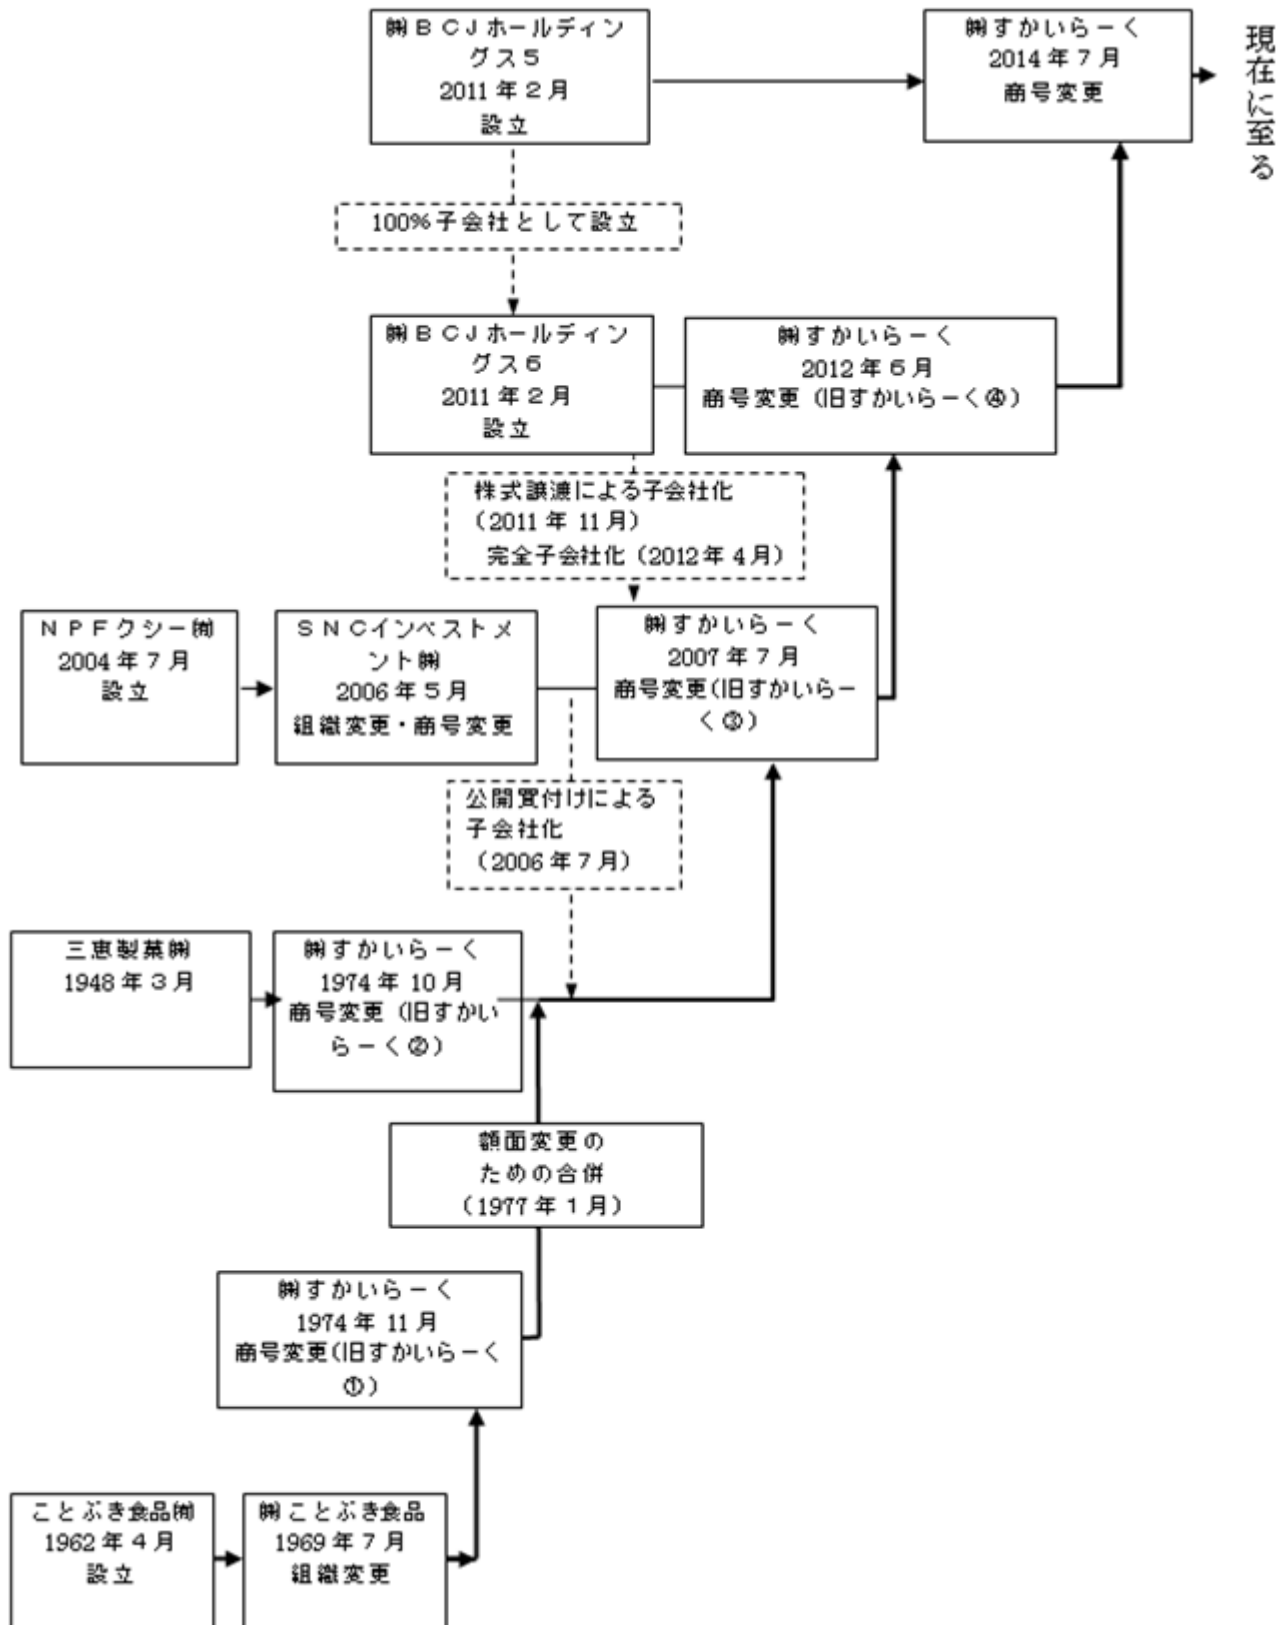 ㈱ＢＣＪホールディン
グス５
2011年２月
設立
㈱すかいらーく
2014年７月
商号変更
現在に至る
100%子会社として設立
㈱ＢＣＪホールディン
グス６
2011年２月
設立
㈱すかいらーく
2012年６月
商号変更（旧すかいらーく④）
株式譲渡による子会社化
（2011年11月）
完全子会社化（2012年４月）
ＮＰＦクシー㈲
2004年７月
設立
ＳＮＣインベストメ
ント㈱
2006年５月
組織変更・商号変更
㈱すかいらーく
2007年７月
商号変更（旧すかいらー
く③）
公開買付けによる
子会社化
（2006年７月）
三恵製菓㈱
1948年３月
㈱すかいらーく
1974年10月
商号変更（旧すかい
らーく②）
額面変更の
ための合併
（1977年１月）
㈱すかいらーく
1974年11月
商号変更（旧すかいらーく
①）
ことぶき食品㈲
1962年４月
設立
㈱ことぶき食品
1969年７月
組織変更